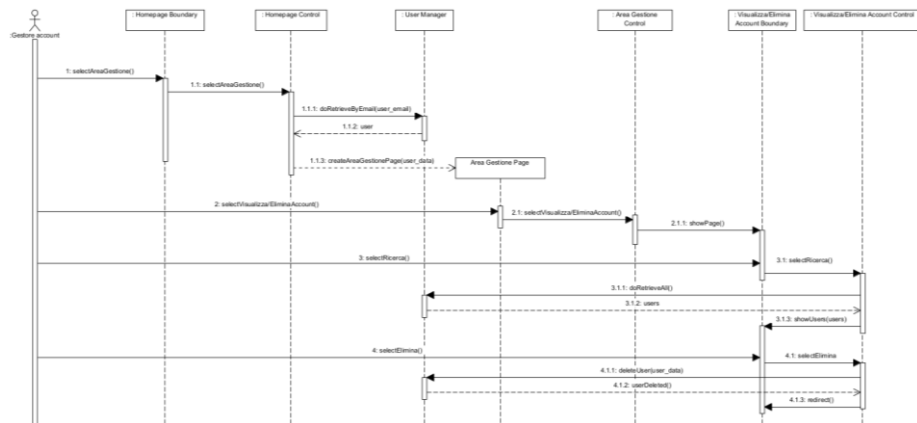 : Homepage Boundary
: Homepage Control
: User Manager
: Area Gestione
Control
: Visualizza/Elimina
Account Boundary
: Visualizza/Elimina Account Control
:Gestore account
1: selectAreaGestione()
1.1: selectAreaGestione()
1.1.1: doRetrieveByEmail(user_email)
1.1.2: user
1.1.3: createAreaGestionePage(user_data)
Area Gestione Page
2: selectVisualizza/EliminaAccount()
2.1: selectVisualizza/EliminaAccount()
2.1.1: showPage()
3: selectRicerca()
3.1: selectRicerca()
3.1.1: doRetrieveAll()
3.1.2: users
3.1.3: showUsers(users)
4: selectElimina()
4.1: selectElimina
4.1.1: deleteUser(user_data)
4.1.2: userDeleted()
4.1.3: redirect()